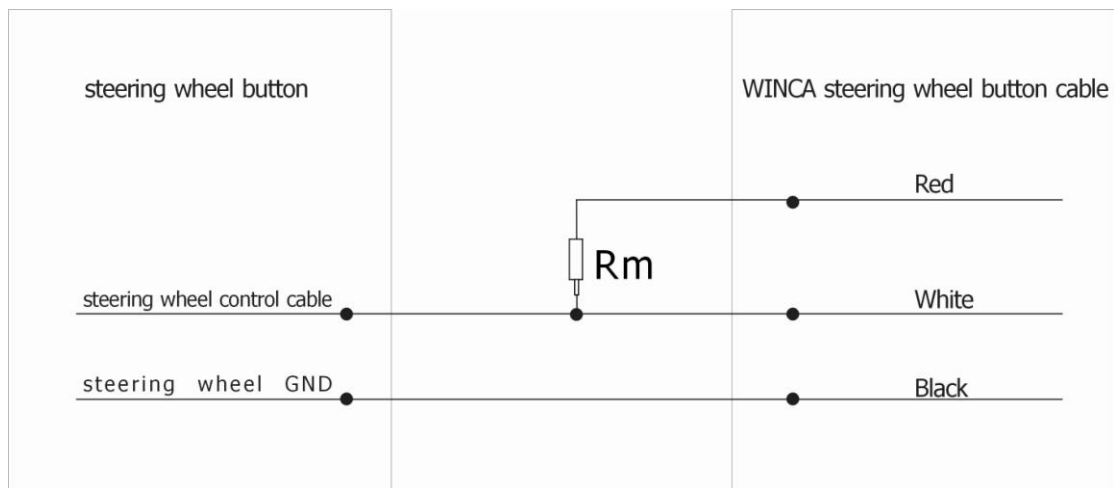 steering wheel button
WINCA steering wheel button cable
Red
Rm
steering wheel control cable
White
steering wheel GND
Black